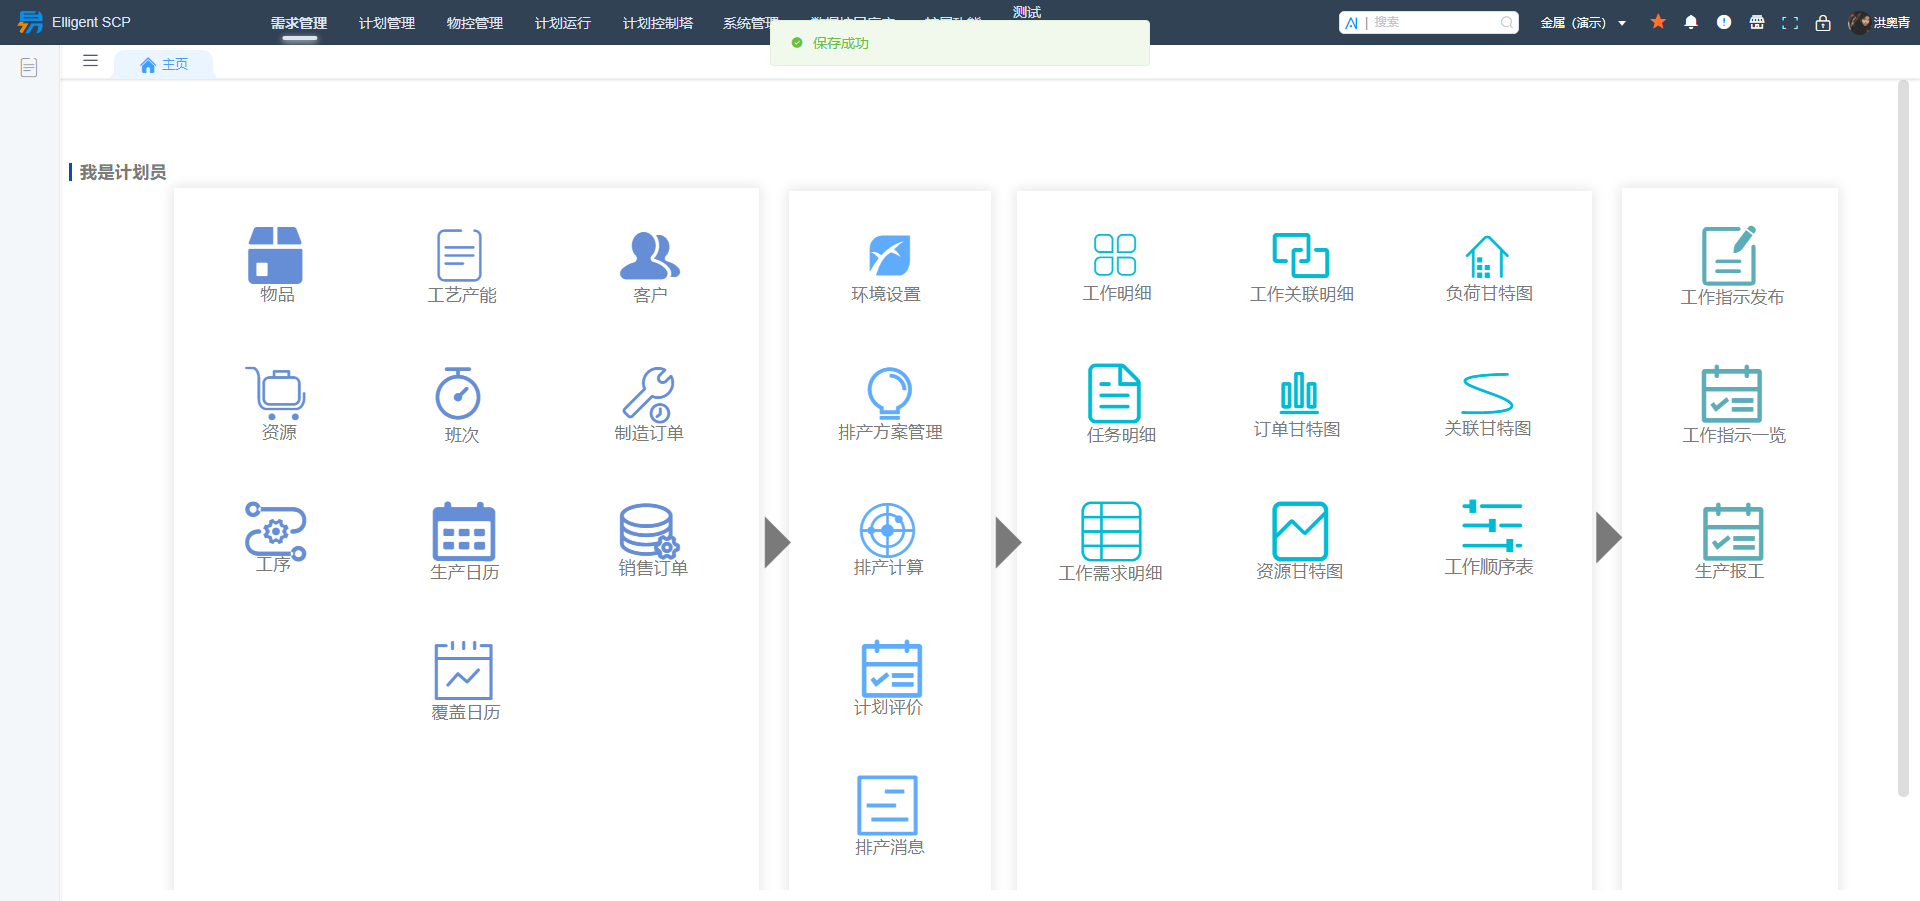 Elligent SCP
需求管理
计划管理
物控管理
计划运行
计划控制塔
系统管理
测试
AI | 搜索
金属（演示）
洪奥青
保存成功
主页
我是计划员
物品
工艺产能
客户
环境设置
工作明细
工作关联明细
负荷甘特图
工作指示发布
资源
班次
制造订单
排产方案管理
任务明细
订单甘特图
关联甘特图
工作指示一览
工序
生产日历
销售订单
排产计算
工作需求明细
资源甘特图
工作顺序表
生产报工
覆盖日历
计划评价
排产消息